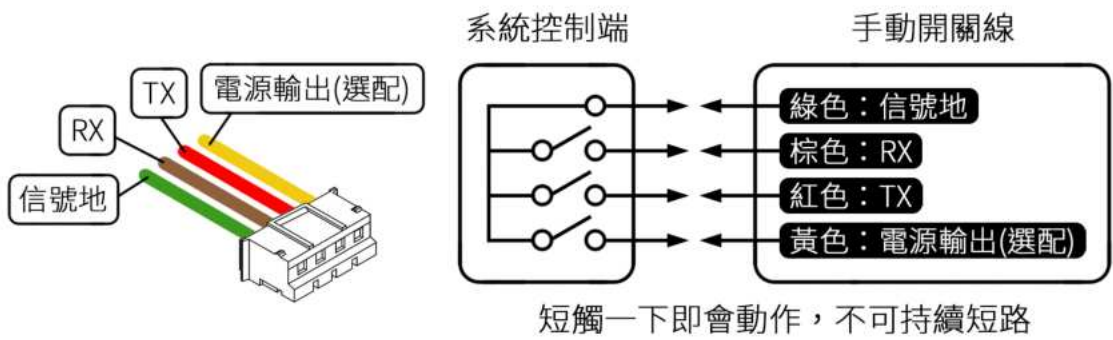 系統控制端
手動開關線
電源輸出(選配)
TX
RX
信號地
綠色：信號地
棕色：RX
紅色：TX
黃色：電源輸出(選配)
短觸一下即會動作，不可持續短路